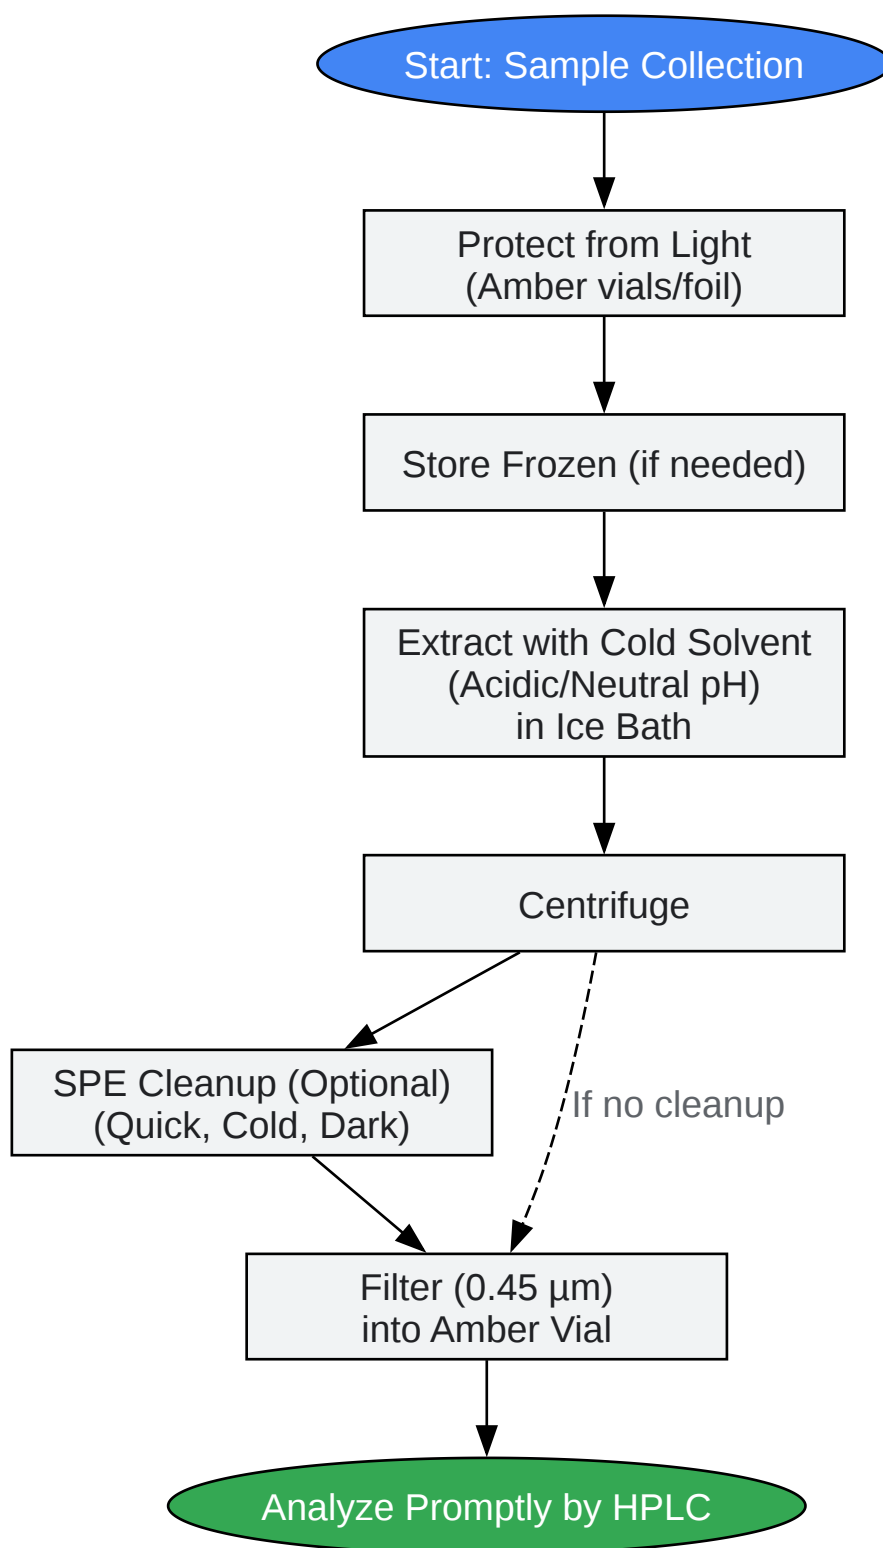 Start: Sample Collection
Protect from Light
(Amber vials/foil)
Store Frozen (if needed)
Extract with Cold Solvent
(Acidic/Neutral pH)
in Ice Bath
Centrifuge
SPE Cleanup (Optional)
(Quick, Cold, Dark)
If no cleanup
Filter (0.45 µm)
into Amber Vial
Analyze Promptly by HPLC